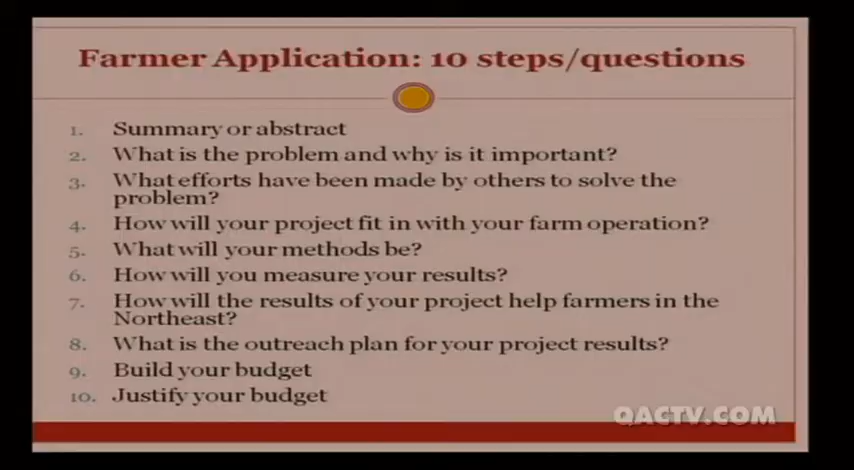 Farmer Application: 10 steps/questions
1. Summary or abstract
2. What is the problem and why is it important?
3. What efforts have been made by others to solve the
problem?
4. How will your project fit in with your farm operation?
5. What will your methods be?
6. How will you measure your results?
7. How will the results of your project help farmers in the
Northeast?
8. What is the outreach plan for your project results?
9. Build your budget
10. Justify your budget
QACTV.COM